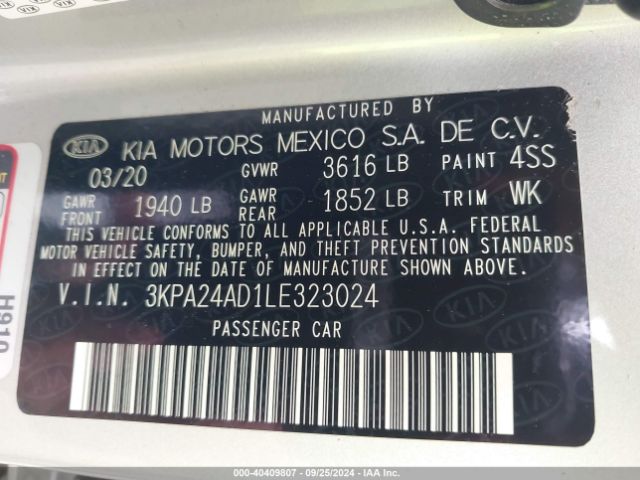 MANUFACTURED BY
KIA KIA MOTORS MEXICO S.A. DE C.V.
03/20 GVWR 3616 LB PAINT 4SS
GAWR FRONT 1940 LB GAWR REAR 1852 LB TRIM WK
THIS VEHICLE CONFORMS TO ALL APPLICABLE U.S.A. FEDERAL
MOTOR VEHICLE SAFETY, BUMPER, AND THEFT PREVENTION STANDARDS
IN EFFECT ON THE DATE OF MANUFACTURE SHOWN ABOVE.
V.I.N. 3KPA24AD1LE323024
PASSENGER CAR
H910
000-40409807 - 09/25/2024 - IAA Inc.